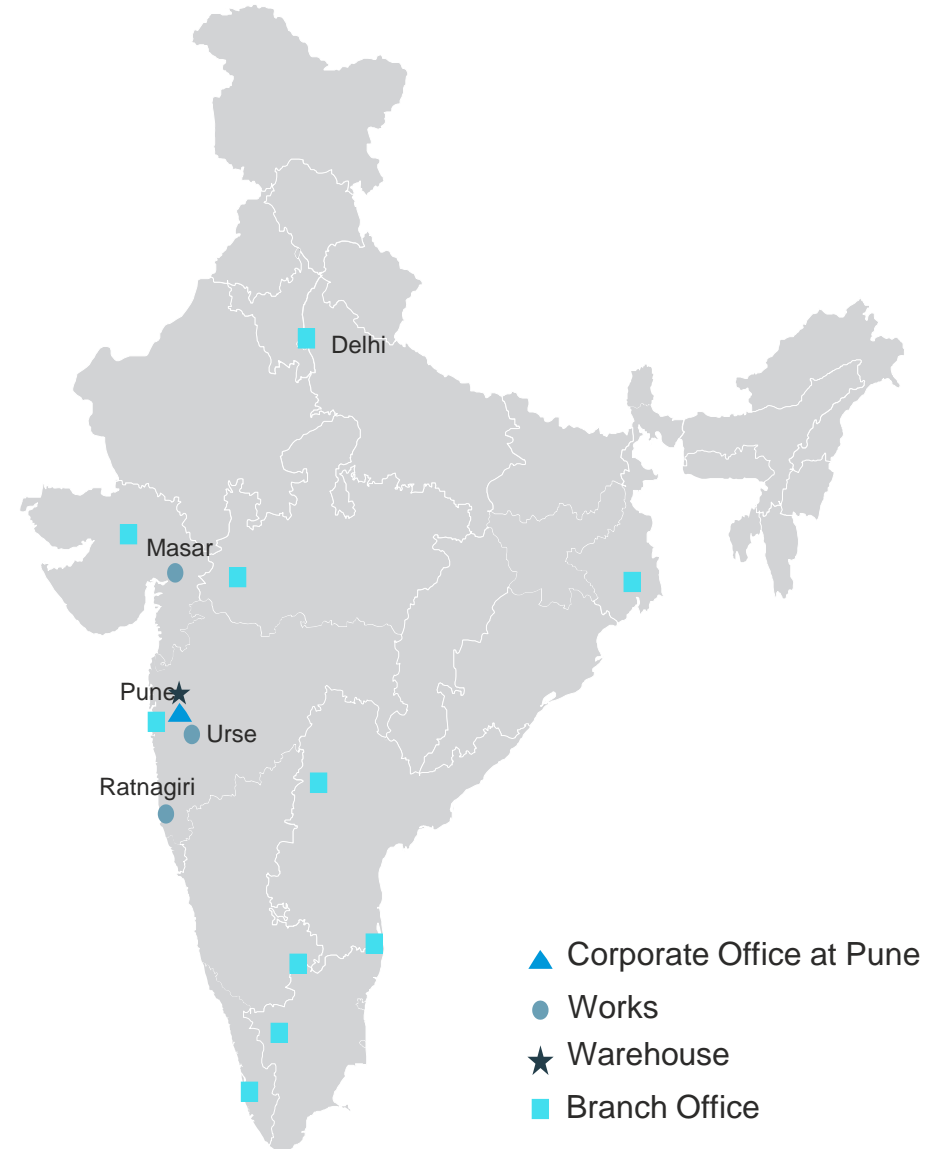 Delhi
Masar
Pune
Urse
Ratnagiri
Corporate Office at Pune
Works
Warehouse
Branch Office